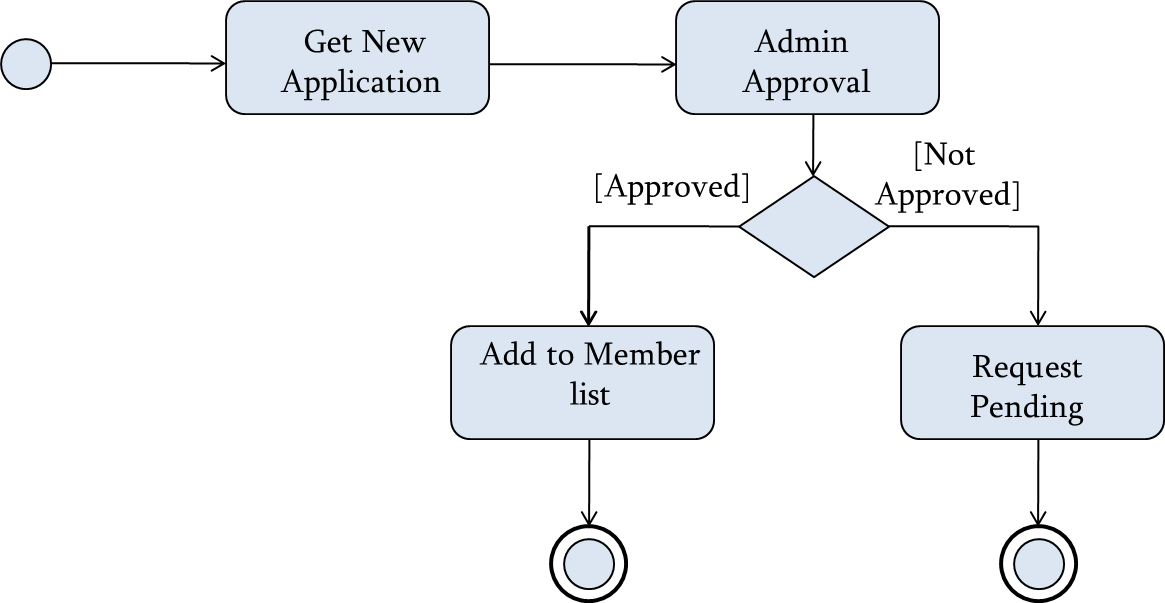 Get New
Application
Admin
Approval
[Approved]
[Not
Approved]
Add to Member
list
Request
Pending